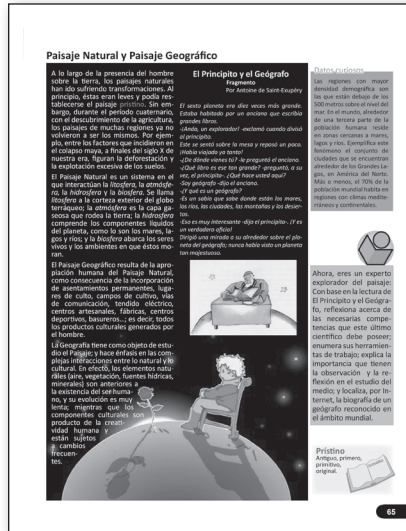 Paisaje Natural y Paisaje Geográfico
A lo largo de la presencia del hombre
sobre la tierra, los paisajes naturales
han ido sufriendo transformaciones. Al
principio, éstas eran leves y podía res-
tablecerse el paisaje pristino. Sin em-
bargo, durante el periodo cuaternario,
con el descubrimiento de la agricultura,
los paisajes de muchas regiones ya no
volvieron a ser los mismos. Por ejem-
plo, entre los factores que incidieron en
el colapso maya, a finales del siglo X de
nuestra era, figuran la deforestación y
la explotación excesiva de los suelos.
El Paisaje Natural es un sistema en el
que interactúan la litosfera, la atmósfe-
ra, la hidrosfera y la biosfera. Se llama
litosfera a la corteza exterior del globo
terráqueo; la atmósfera es la capa ga-
seosa que rodea la tierra; la hidrosfera
comprende los componentes líquidos
del planeta, como lo son los mares, la-
gos y ríos; y la biosfera abarca los seres
vivos y los ambientes en que éstos mo-
ran.
El Paisaje Geográfico resulta de la apro-
piación humana del Paisaje Natural,
como consecuencia de la incorporación
de asentamientos permanentes, luga-
res de culto, campos de cultivo, vías
de comunicación, tendido eléctrico,
centros artesanales, fábricas, centros
deportivos, basureros...; es decir, todos
los productos culturales generados por
el hombre.
La Geografía tiene como objeto de estu-
dio el Paisaje; y hace énfasis en las com-
plejas interacciones entre lo natural y lo
cultural. En efecto, los elementos natu-
rales (aire, vegetación, fuentes hídricas,
minerales) son anteriores a
la existencia del ser huma-
no, y su evolución es muy
lenta; mientras que los
componentes culturales son
producto de la creati-
vidad humana y
están sujetos
a cambios
frecuen-
tes.
El Principito y el Geógrafo
Fragmento
Por Antoine de Saint-Exupéry
El sexto planeta era diez veces más grande.
Estaba habitado por un anciano que escribía
grandes libros.
-¡Anda, un explorador! -exclamó cuando divisó
al principito.
Este se sentó sobre la mesa y reposó un poco.
¡Había viajado ya tanto!
-¿De dónde vienes tú? -le preguntó el anciano.
-¿Qué libro es ese tan grande? -preguntó, a su
vez, el principito- ¿Qué hace usted aquí?
-Soy geógrafo -dijo el anciano.
-¿Y qué es un geógrafo?
-Es un sabio que sabe donde están los mares,
los ríos, las ciudades, las montañas y los desier-
tos.
-Eso es muy interesante -dijo el principito-. ¡Y es
un verdadero oficio!
Dirigió una mirada a su alrededor sobre el pla-
neta del geógrafo; nunca había visto un planeta
tan majestuoso.
Datos curiosos
Las regiones con mayor
densidad demográfica son
las que están debajo de los
500 metros sobre el nivel del
mar. En el mundo, alrededor
de una tercera parte de la
población humana reside
en zonas cercanas a mares,
lagos y ríos. Ejemplifica este
fenómeno el conjunto de
ciudades que se encuentran
alrededor de los Grandes La-
gos, en América del Norte.
Más o menos, el 70% de la
población mundial habita en
regiones con climas medite-
rráneos y continentales.
Ahora, eres un experto
explorador del paisaje:
Con base en la lectura de
El Principito y el Geógra-
fo, reflexiona acerca de
las necesarias compe-
tencias que este último
científico debe poseer;
enumera sus herramien-
tas de trabajo; explica la
importancia que tienen
la observación y la re-
flexión en el estudio del
medio; y localiza, por In-
ternet, la biografía de un
geógrafo reconocido en
el ámbito mundial.
Prístino
Antiguo, primero,
primitivo,
original.
65